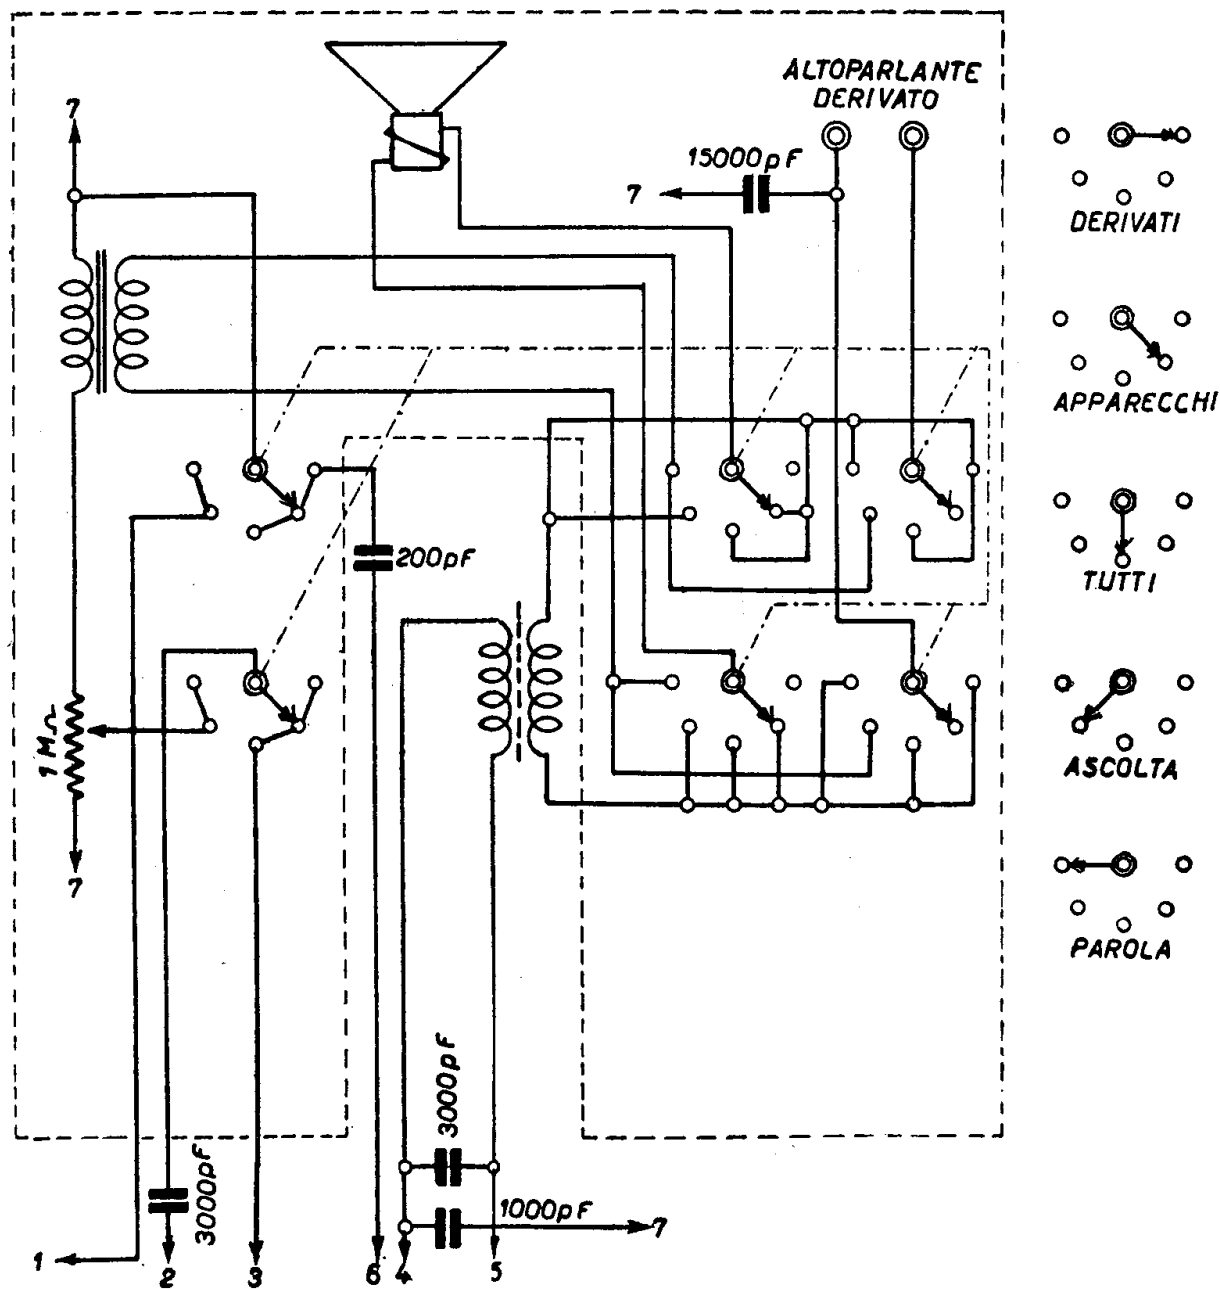 ALTOPARLANTE
DERIVATO
7
15000pF
7
DERIVATI
APPARECCHI
200pF
TUTTI
1MΩ
ASCOLTA
7
PAROLA
3000pF
3000pF
1000pF
7
1
2
3
6
4
5